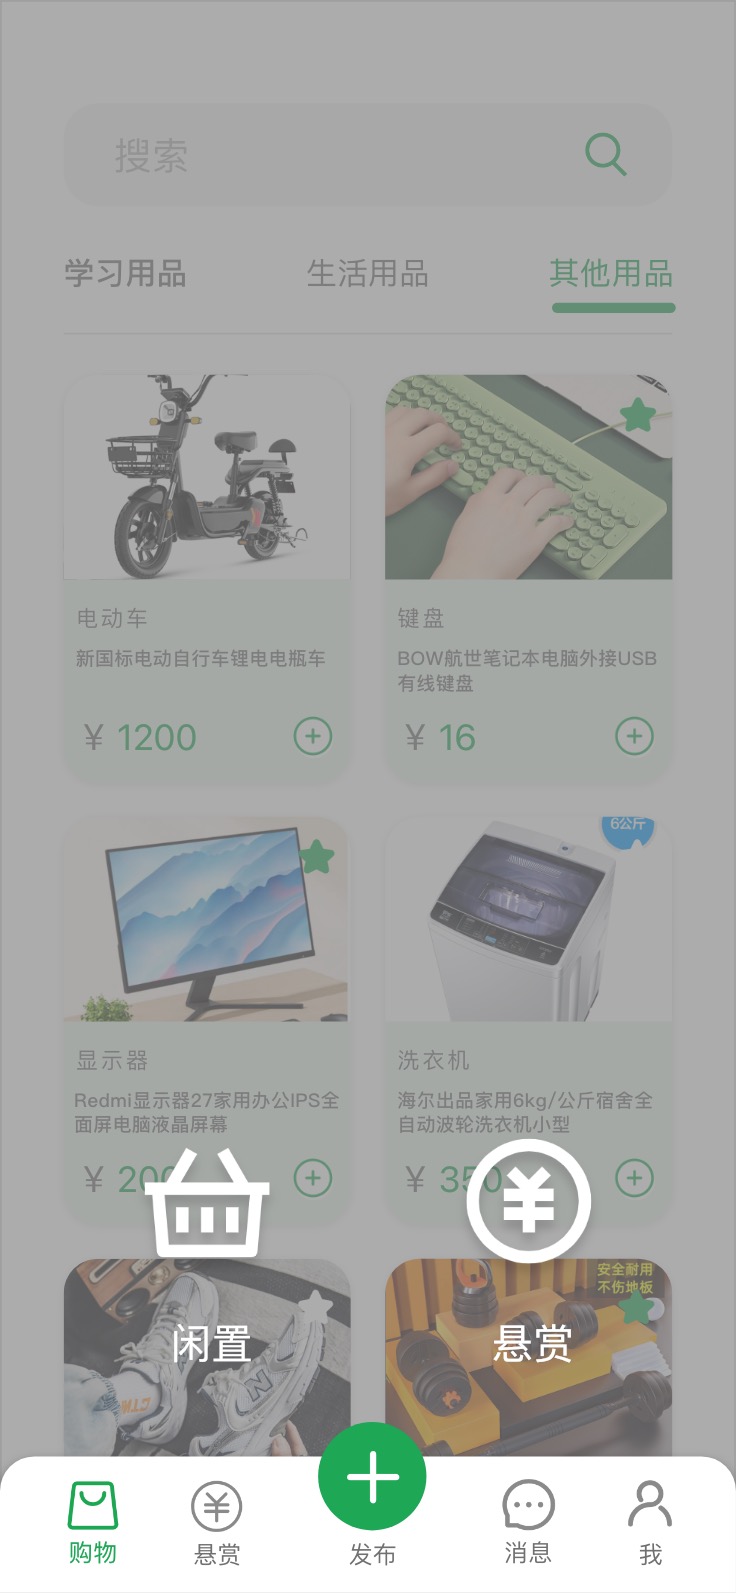 搜索
学习用品 生活用品 其他用品
电动车
新国标电动自行车锂电电瓶车
¥ 1200
键盘
BOW航世笔记本电脑外接USB
有线键盘
¥ 16
6公斤
显示器
Redmi显示器27家用办公IPS全
面屏电脑液晶屏幕
¥ 200
洗衣机
海尔出品家用6kg/公斤宿舍全
自动波轮洗衣机小型
¥ 350
安全耐用
不伤地板
闲置
悬赏
购物 悬赏 发布 消息 我